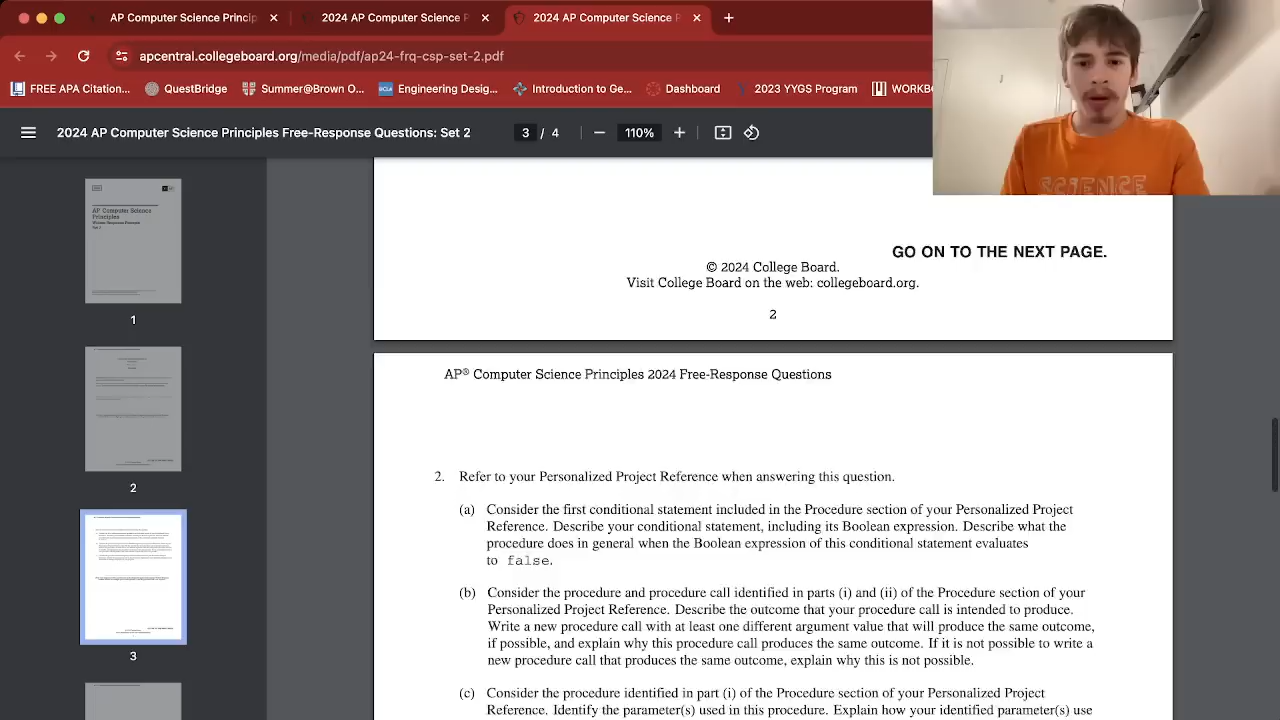 AP Computer Science Princip
2024 AP Computer Science P
2024 AP Computer Science P
apcentral.collegeboard.org/media/pdf/ap24-frq-csp-set-2.pdf
FREE APA Citation...
QuestBridge
Summer@Brown O...
Engineering Desig...
Introduction to Ge...
Dashboard
2023 YYGS Program
WORKBO
2024 AP Computer Science Principles Free-Response Questions: Set 2
3 / 4
110%
AP Computer Science
Principles
1
2
3
SCIENCE
GO ON TO THE NEXT PAGE.
© 2024 College Board.
Visit College Board on the web: collegeboard.org.
2
AP® Computer Science Principles 2024 Free-Response Questions
2. Refer to your Personalized Project Reference when answering this question.
(a) Consider the first conditional statement included in the Procedure section of your Personalized Project
Reference. Describe your conditional statement, including its Boolean expression. Describe what the
procedure does in general when the Boolean expression of this conditional statement evaluates
to false.
(b) Consider the procedure and procedure call identified in parts (i) and (ii) of the Procedure section of your
Personalized Project Reference. Describe the outcome that your procedure call is intended to produce.
Write a new procedure call with at least one different argument value that will produce the same outcome,
if possible, and explain why this procedure call produces the same outcome. If it is not possible to write a
new procedure call that produces the same outcome, explain why this is not possible.
(c) Consider the procedure identified in part (i) of the Procedure section of your Personalized Project
Reference. Identify the parameter(s) used in this procedure. Explain how your identified parameter(s) use